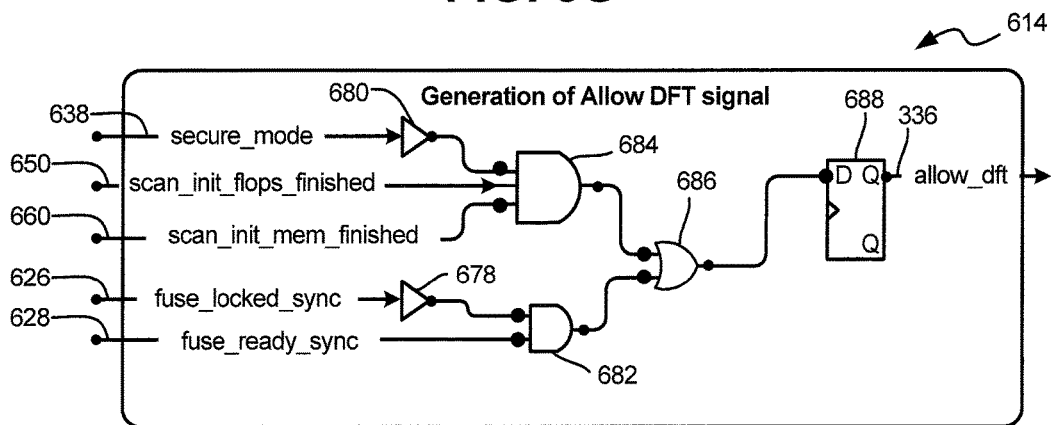 614
Generation of Allow DFT signal
680
688
336
638
secure_mode
684
650
scan_init_flops_finished
D Q
allow_dft
686
660
scan_init_mem_finished
Q
626
fuse_locked_sync
678
628
fuse_ready_sync
682